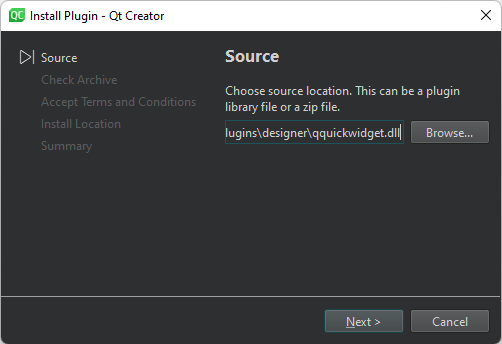 QC Install Plugin - Qt Creator
Source
Check Archive
Accept Terms and Conditions
Install Location
Summary
Source
Choose source location. This can be a plugin
library file or a zip file.
lugins\designer\qquickwidget.dll
Browse...
Next >
Cancel